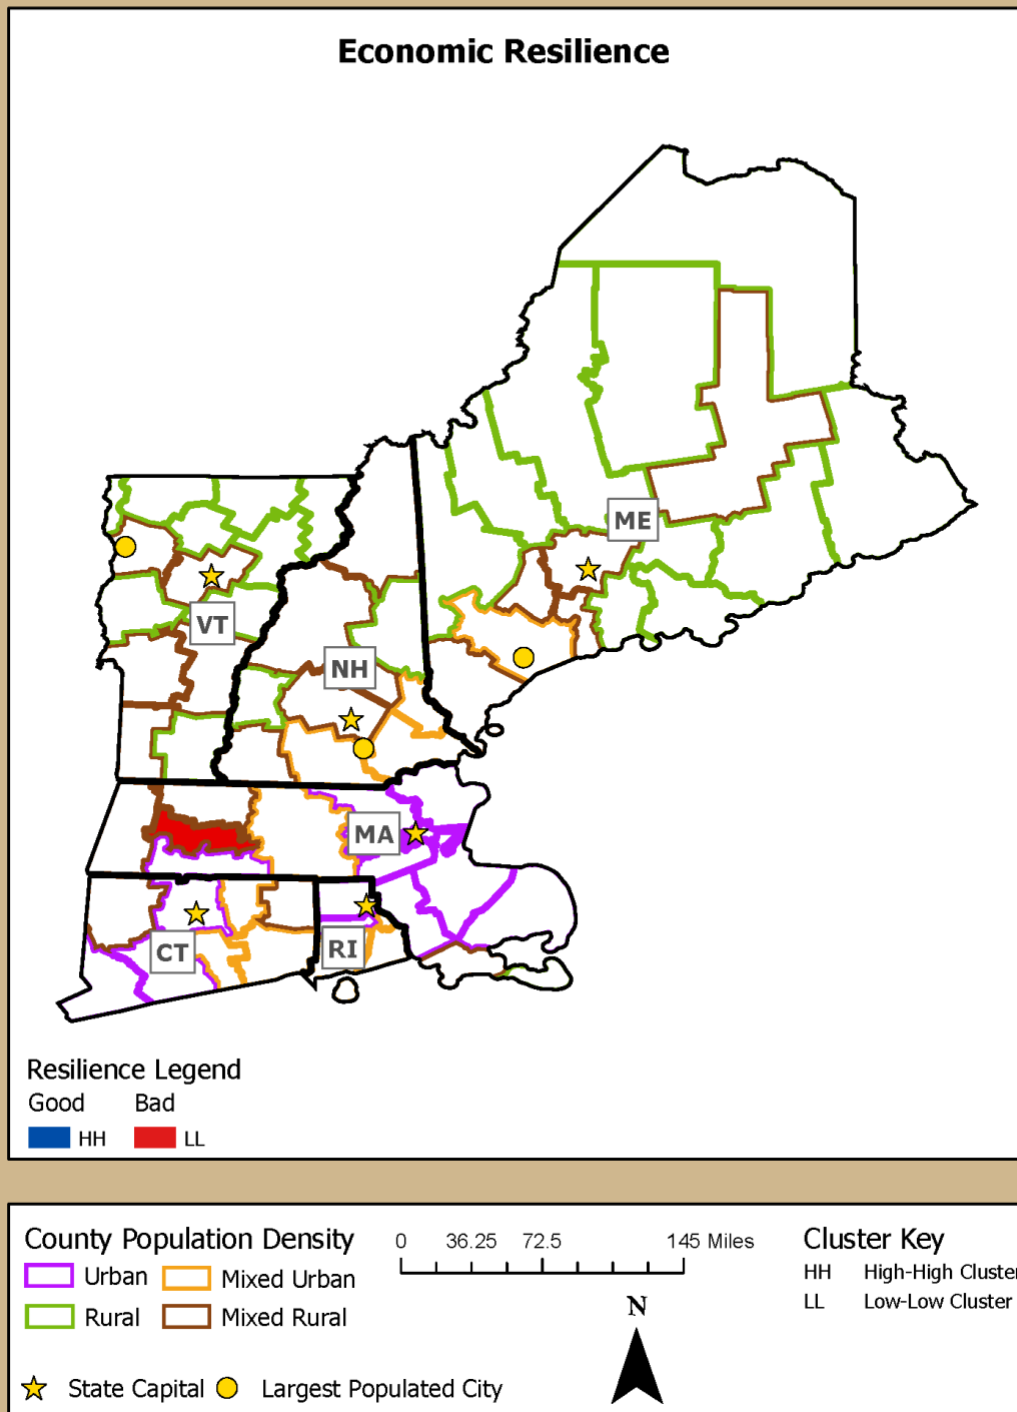 Economic Resilience
ME
VT
NH
MA
CT
RI
Resilience Legend
Good Bad
HH LL
County Population Density
Urban Mixed Urban
Rural Mixed Rural
State Capital Largest Populated City
0 36.25 72.5 145 Miles
N
Cluster Key
HH High-High Cluster
LL Low-Low Cluster